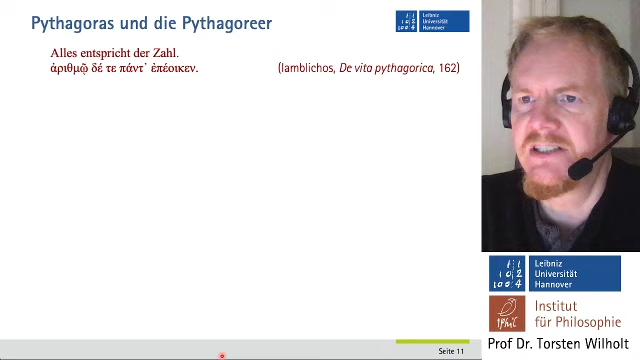 Pythagoras und die Pythagoreer
Leibniz
Universität
Hannover
Alles entspricht der Zahl.
ἀριθμῷ δέ τε πάντ᾽ ἐπέοικεν.
(Iamblichos, De vita pythagorica, 162)
Leibniz
Universität
Hannover
Institut
für Philosophie
Prof Dr. Torsten Wilholt
Seite 11